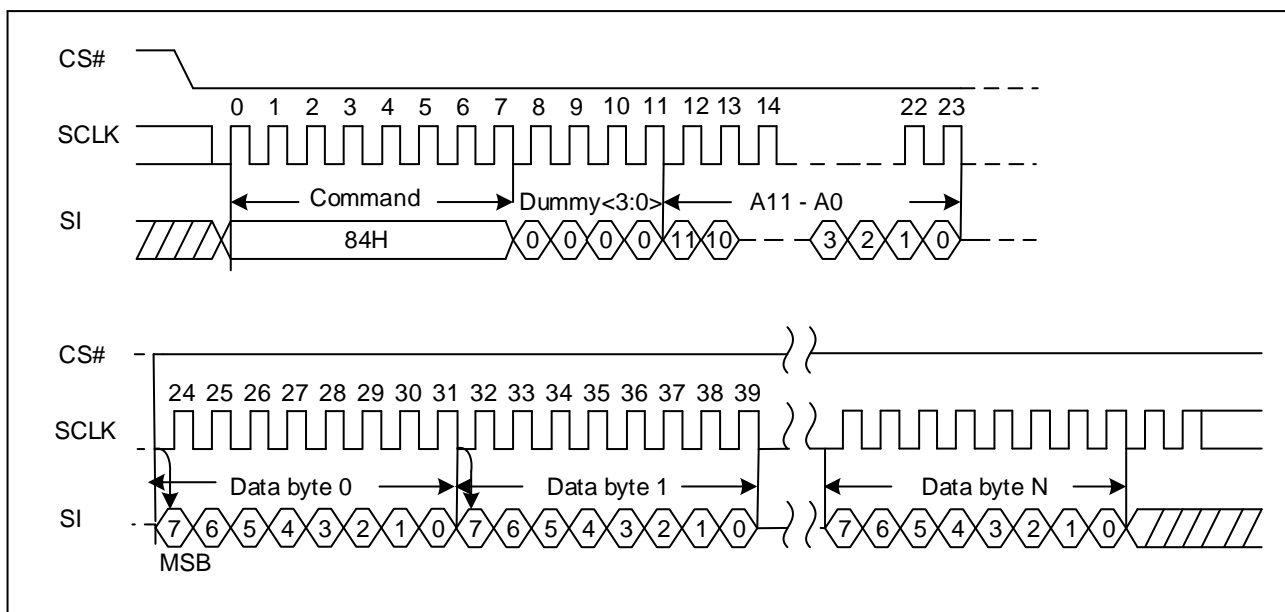 CS#
0 1 2 3 4 5 6 7 8 9 10 11 12 13 14 22 23
SCLK
Command Dummy<3:0> A11 - A0
SI
84H 0 0 0 0 11 10 3 2 1 0
CS#
24 25 26 27 28 29 30 31 32 33 34 35 36 37 38 39
SCLK
Data byte 0 Data byte 1 Data byte N
SI 7 6 5 4 3 2 1 0 7 6 5 4 3 2 1 0 7 6 5 4 3 2 1 0
MSB